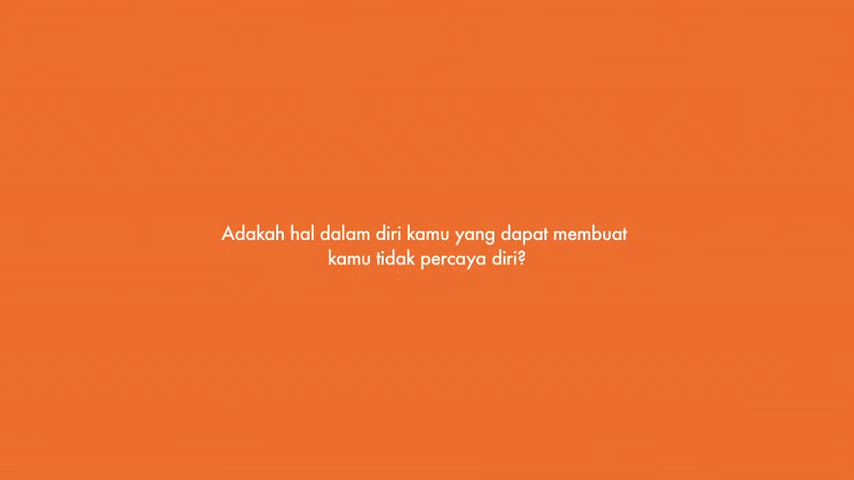 Adakah hal dalam diri kamu yang dapat membuat
kamu tidak percaya diri?